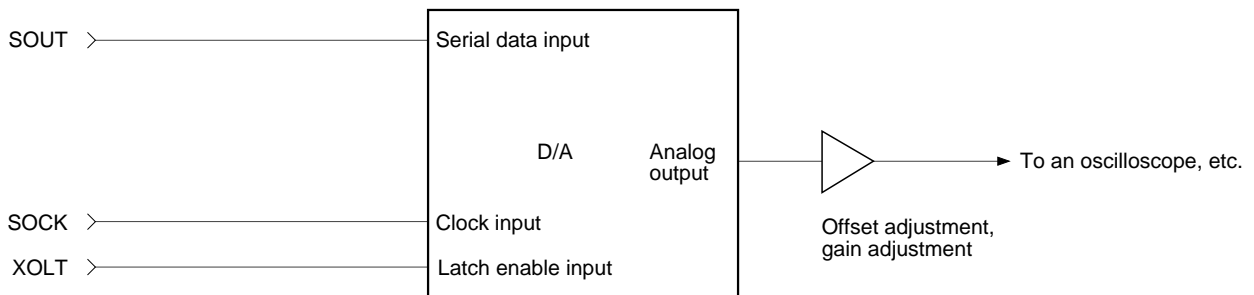 SOUT
Serial data input
D/A
Analog
output
To an oscilloscope, etc.
SOCK
Clock input
Offset adjustment,
gain adjustment
XOLT
Latch enable input